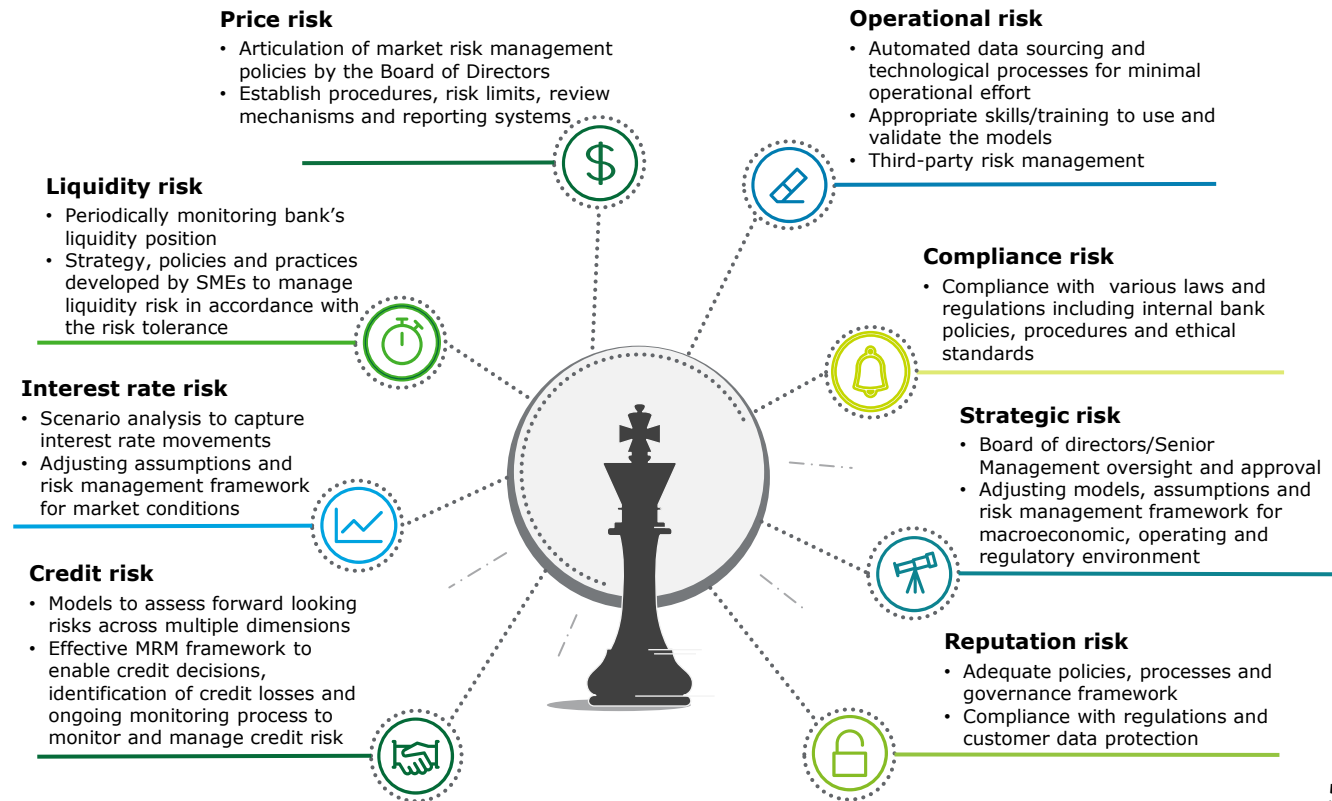 Price risk
• Articulation of market risk management
policies by the Board of Directors
• Establish procedures, risk limits, review
mechanisms and reporting systems
Liquidity risk
• Periodically monitoring bank’s
liquidity position
• Strategy, policies and practices
developed by SMEs to manage
liquidity risk in accordance with
the risk tolerance
Interest rate risk
• Scenario analysis to capture
interest rate movements
• Adjusting assumptions and
risk management framework
for market conditions
Credit risk
• Models to assess forward looking
risks across multiple dimensions
• Effective MRM framework to
enable credit decisions,
identification of credit losses and
ongoing monitoring process to
monitor and manage credit risk
$
Operational risk
• Automated data sourcing and
technological processes for minimal
operational effort
• Appropriate skills/training to use and
validate the models
• Third-party risk management
Compliance risk
• Compliance with  various laws and
regulations including internal bank
policies, procedures and ethical
standards
Strategic risk
• Board of directors/Senior
Management oversight and approval
• Adjusting models, assumptions and
risk management framework for
macroeconomic, operating and
regulatory environment
Reputation risk
• Adequate policies, processes and
governance framework
• Compliance with regulations and
customer data protection